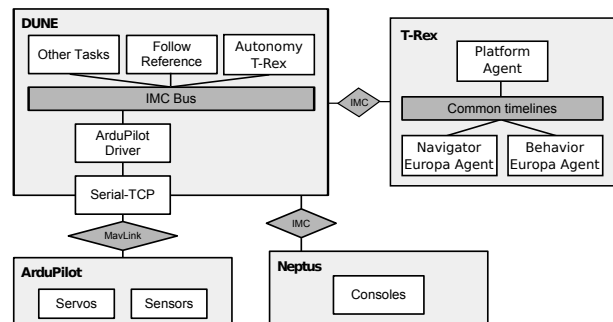 DUNE
Other Tasks
Follow
Reference
Autonomy
T-Rex
IMC Bus
ArduPilot
Driver
Serial-TCP
MavLink
ArduPilot
Servos
Sensors
IMC
T-Rex
Platform
Agent
Common timelines
Navigator
Europa Agent
Behavior
Europa Agent
IMC
Neptus
Consoles